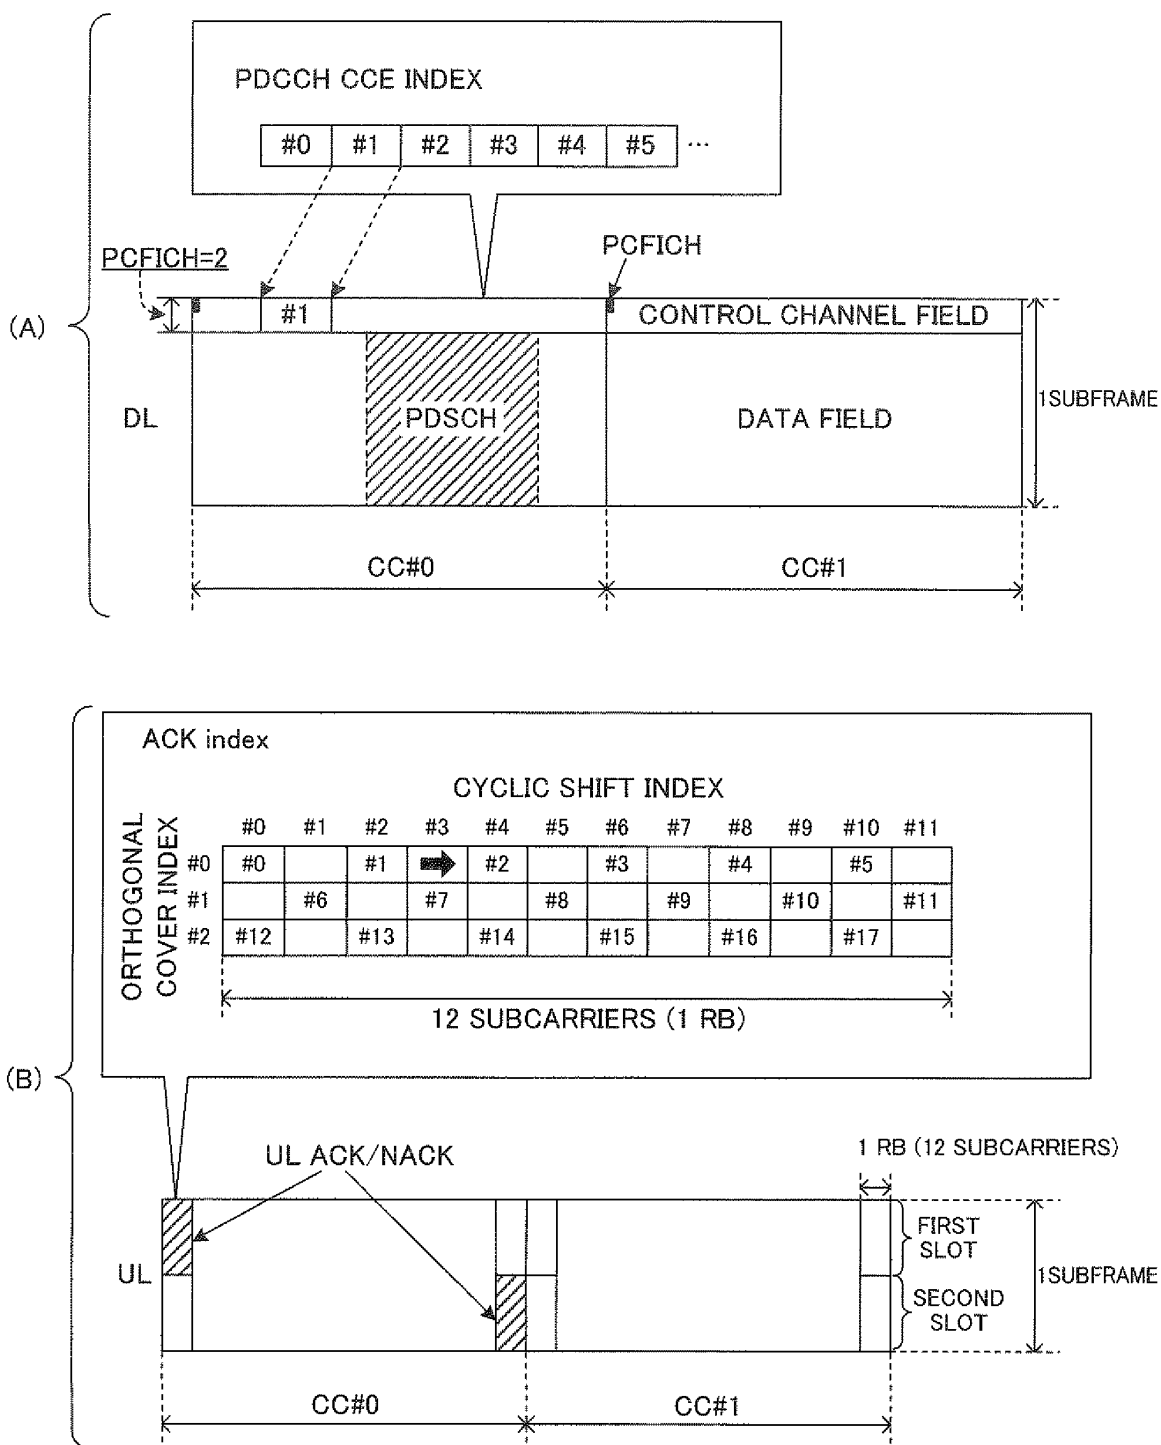 PDCCH CCE INDEX
#0 #1 #2 #3 #4 #5 ...
PCFICH=2
PCFICH
(A)
#1
CONTROL CHANNEL FIELD
DL
PDSCH
DATA FIELD
1SUBFRAME
CC#0
CC#1
ACK index
CYCLIC SHIFT INDEX
ORTHOGONAL
COVER INDEX
#0 #1 #2 #3 #4 #5 #6 #7 #8 #9 #10 #11
#0 #0 #1 #2 #3 #4 #5
#1 #6 #7 #8 #9 #10 #11
#2 #12 #13 #14 #15 #16 #17
12 SUBCARRIERS (1 RB)
(B)
UL ACK/NACK
1 RB (12 SUBCARRIERS)
UL
FIRST
SLOT
SECOND
SLOT
1SUBFRAME
CC#0
CC#1